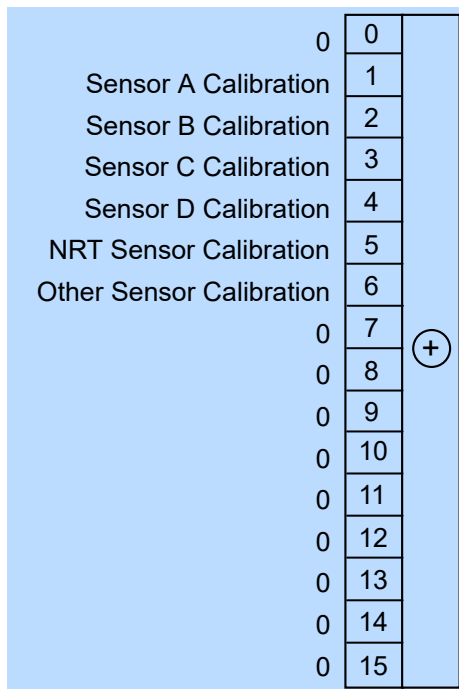 0 0
Sensor A Calibration 1
Sensor B Calibration 2
Sensor C Calibration 3
Sensor D Calibration 4
NRT Sensor Calibration 5
Other Sensor Calibration 6
0 7
+
0 8
0 9
0 10
0 11
0 12
0 13
0 14
0 15